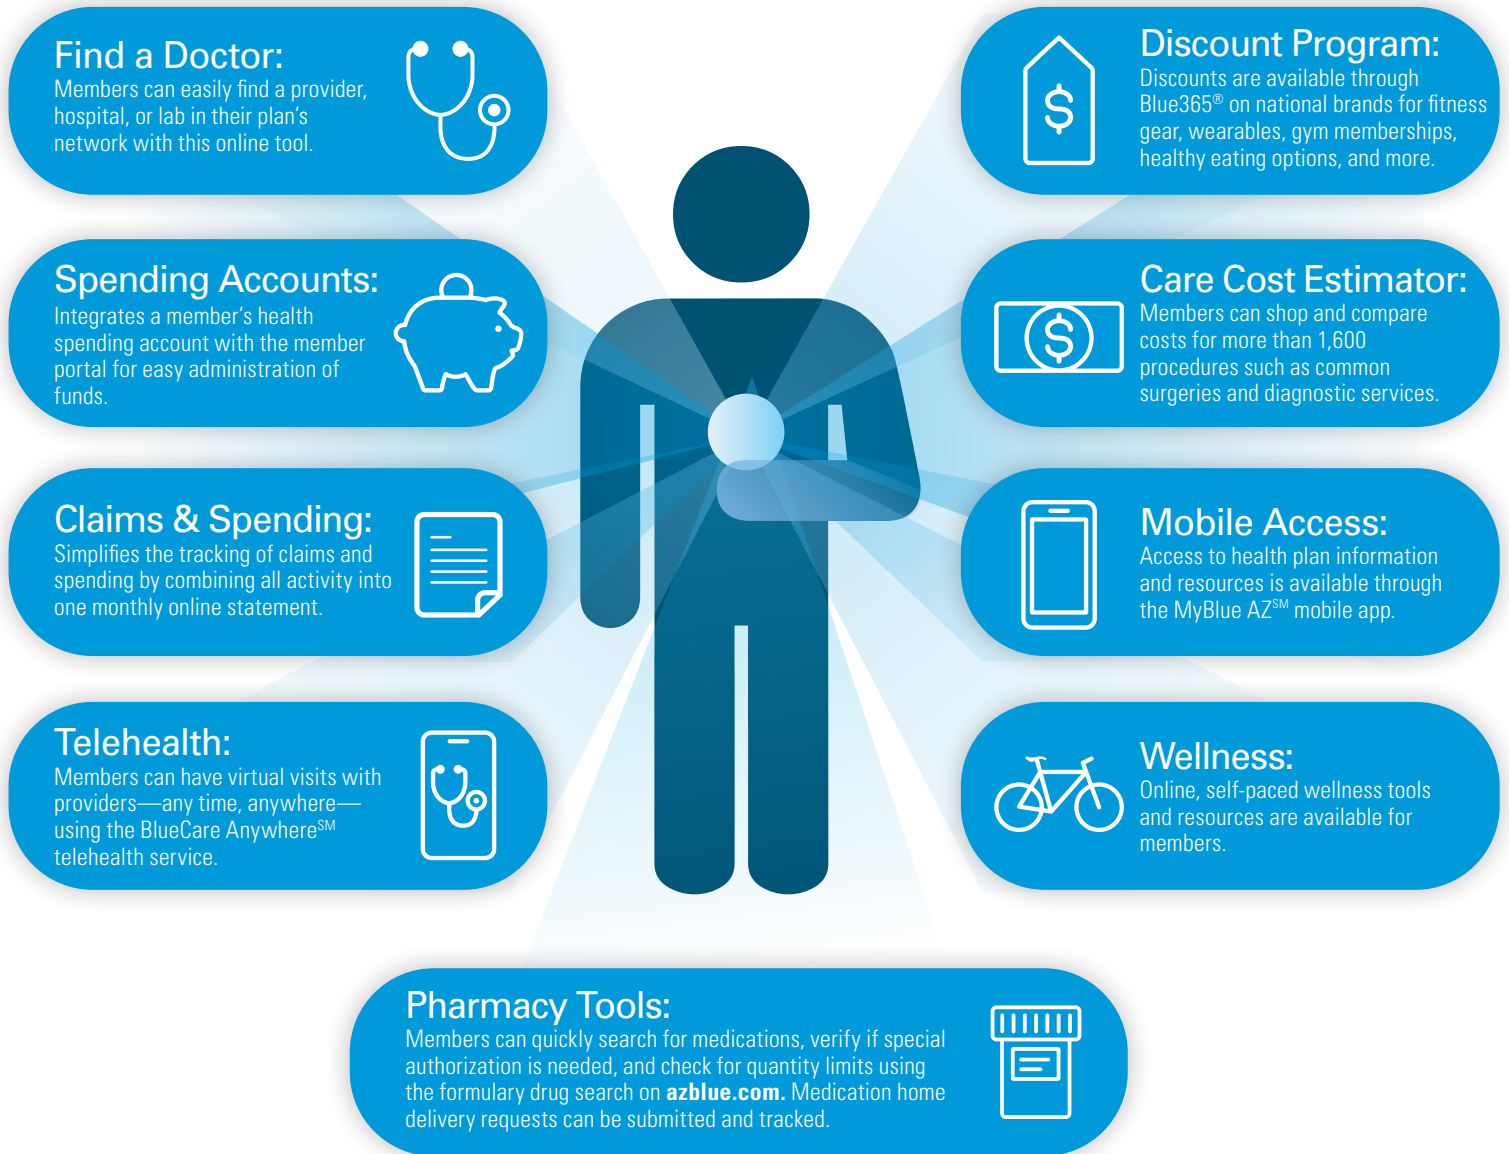 Find a Doctor:
Members can easily find a provider,
hospital, or lab in their plan's
network with this online tool.
Spending Accounts:
Integrates a member's health
spending account with the member
portal for easy administration of
funds.
Claims & Spending:
Simplifies the tracking of claims and
spending by combining all activity into
one monthly online statement.
Telehealth:
Members can have virtual visits with
providers—any time, anywhere—
using the BlueCare Anywhere℠
telehealth service.
Discount Program:
Discounts are available through
Blue365® on national brands for fitness
gear, wearables, gym memberships,
healthy eating options, and more.
Care Cost Estimator:
Members can shop and compare
costs for more than 1,600
procedures such as common
surgeries and diagnostic services.
Mobile Access:
Access to health plan information
and resources is available through
the MyBlue AZ℠ mobile app.
Wellness:
Online, self-paced wellness tools
and resources are available for
members.
Pharmacy Tools:
Members can quickly search for medications, verify if special
authorization is needed, and check for quantity limits using
the formulary drug search on azblue.com. Medication home
delivery requests can be submitted and tracked.